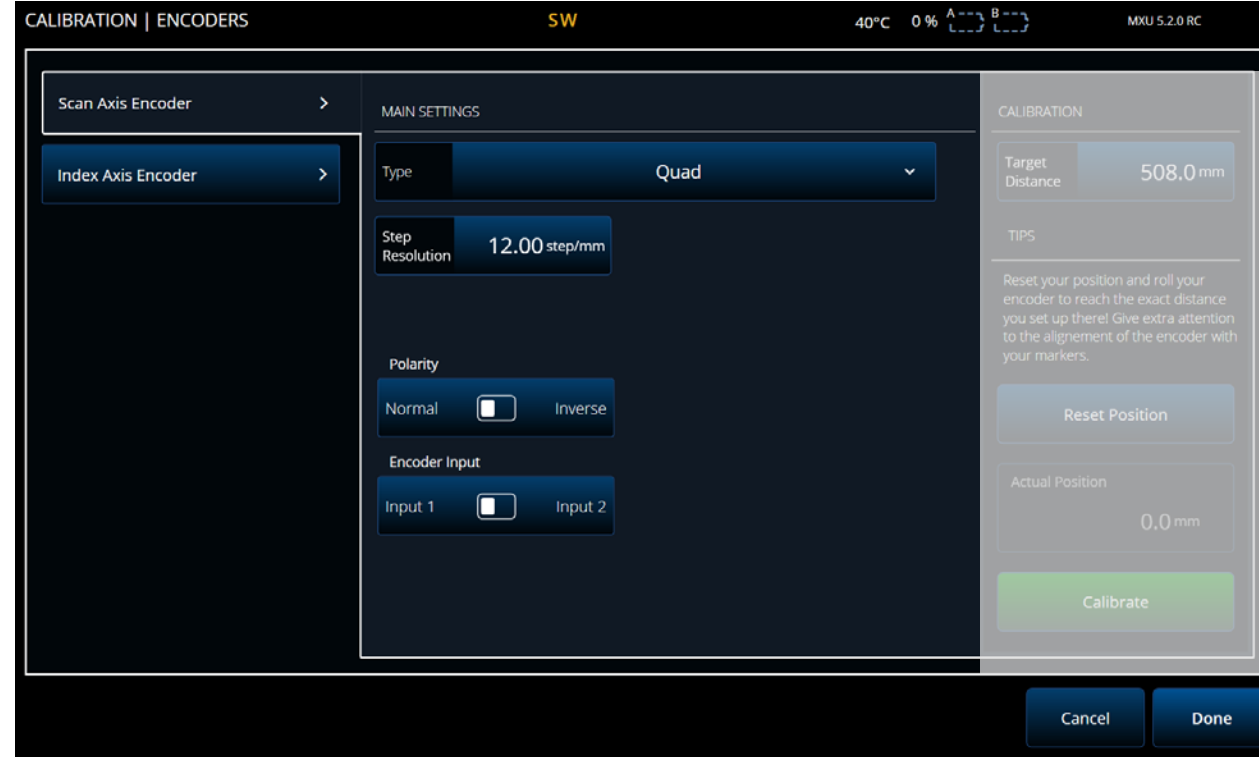 CALIBRATION | ENCODERS
SW
40°C 0 % A B
MXU 5.2.0 RC
Scan Axis Encoder
Index Axis Encoder
MAIN SETTINGS
Type Quad
Step
Resolution 12.00 step/mm
Polarity
Normal Inverse
Encoder Input
Input 1 Input 2
CALIBRATION
Target
Distance 508.0 mm
TIPS
Reset your position and roll your
encoder to reach the exact distance
you set up there! Give extra attention
to the alignement of the encoder with
your markers.
Reset Position
Actual Position
0.0 mm
Calibrate
Cancel Done